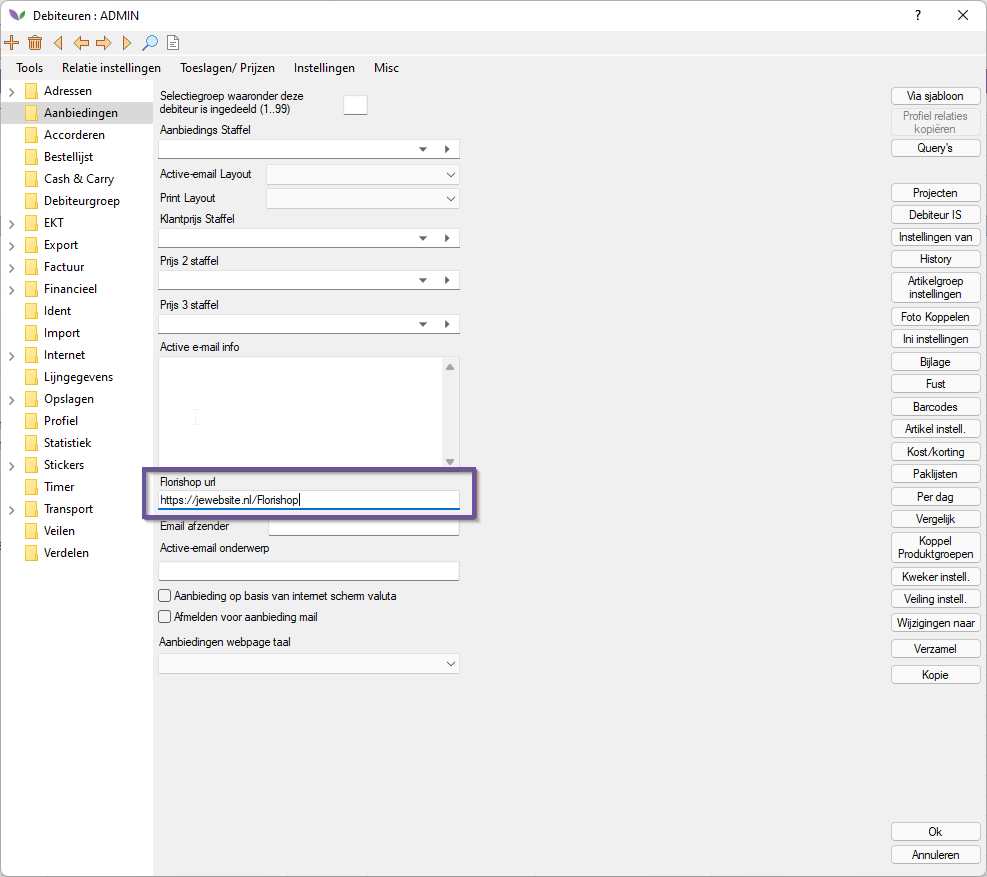 Debiteuren : ADMIN
?
Tools Relatie instellingen Toeslagen/ Prijzen Instellingen Misc
Adressen
Aanbiedingen
Accorderen
Bestellijst
Cash & Carry
Debiteurgroep
EKT
Export
Factuur
Financieel
Ident
Import
Internet
Lijngegevens
Opslagen
Profiel
Statistiek
Stickers
Timer
Transport
Veilen
Verdelen
Selectiegroep waaronder deze
debiteur is ingedeeld (1..99)
Aanbiedings Staffel
Active-email Layout
Print Layout
Klantprijs Staffel
Prijs 2 staffel
Prijs 3 staffel
Active e-mail info
Florishop url
https://jewebsite.nl/Florishop
Email afzender
Active-email onderwerp
Aanbieding op basis van internet scherm valuta
Afmelden voor aanbieding mail
Aanbiedingen webpage taal
Via sjabloon
Profiel relaties
kopiëren
Query's
Projecten
Debiteur IS
Instellingen van
History
Artikelgroep
instellingen
Foto Koppelen
Ini instellingen
Bijlage
Fust
Barcodes
Artikel instell.
Kost/korting
Paklijsten
Per dag
Vergelijk
Koppel
Produktgroepen
Kweker instell.
Veiling instell.
Wijzigingen naar
Verzamel
Kopie
Ok
Annuleren